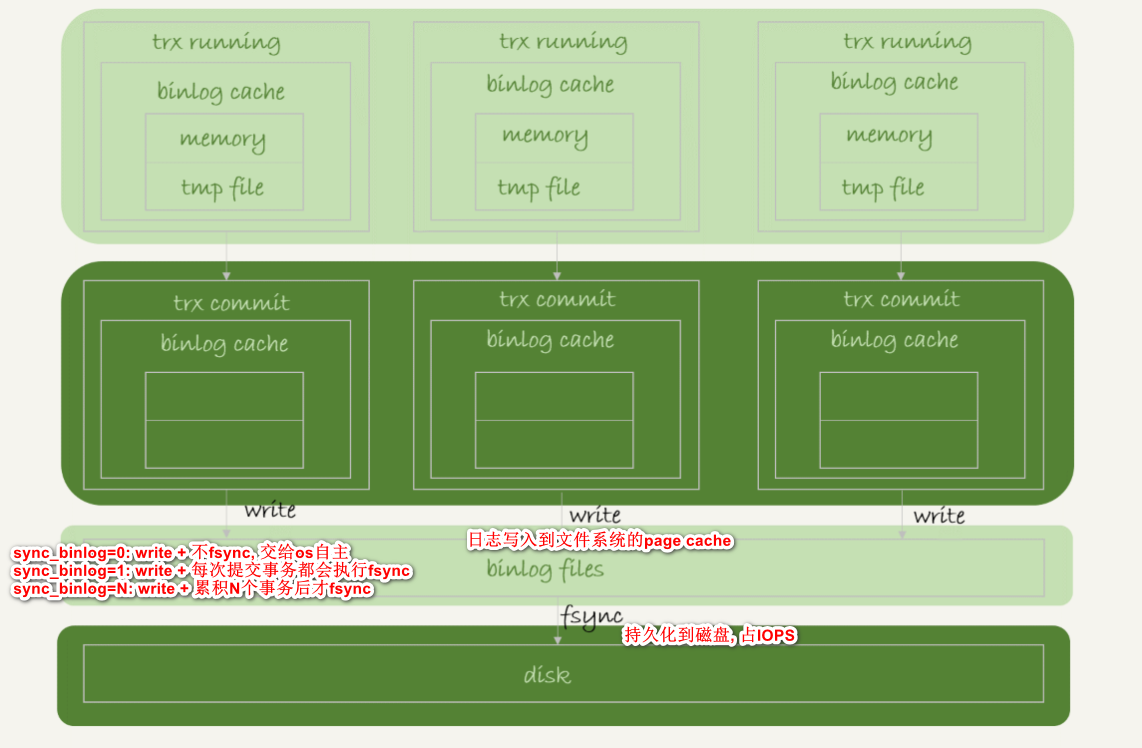 trx running
trx running
trx running
binlog cache
binlog cache
binlog cache
memory
memory
memory
tmp file
tmp file
tmp file
trx commit
trx commit
trx commit
binlog cache
binlog cache
binlog cache
write
write
write
日志写入到文件系统的page cache
sync_binlog=0: write + 不fsync, 交给os自主
sync_binlog=1: write + 每次提交事务都会执行fsync
sync_binlog=N: write + 累积N个事务后才fsync
binlog files
fsync
持久化到磁盘, 占IOPS
disk